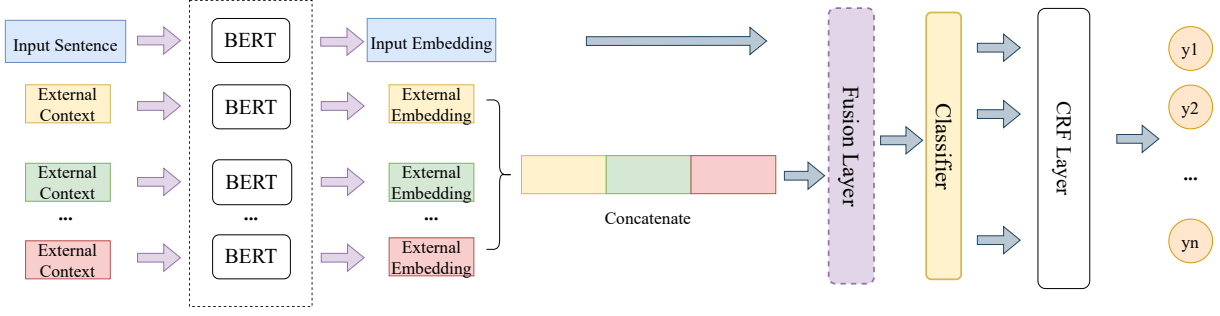 Input Sentence
BERT
Input Embedding
External
Context
BERT
External
Embedding
External
Context
BERT
External
Embedding
...
...
...
External
Context
BERT
External
Embedding
Concatenate
Fusion Layer
Classifier
CRF Layer
y1
y2
...
yn